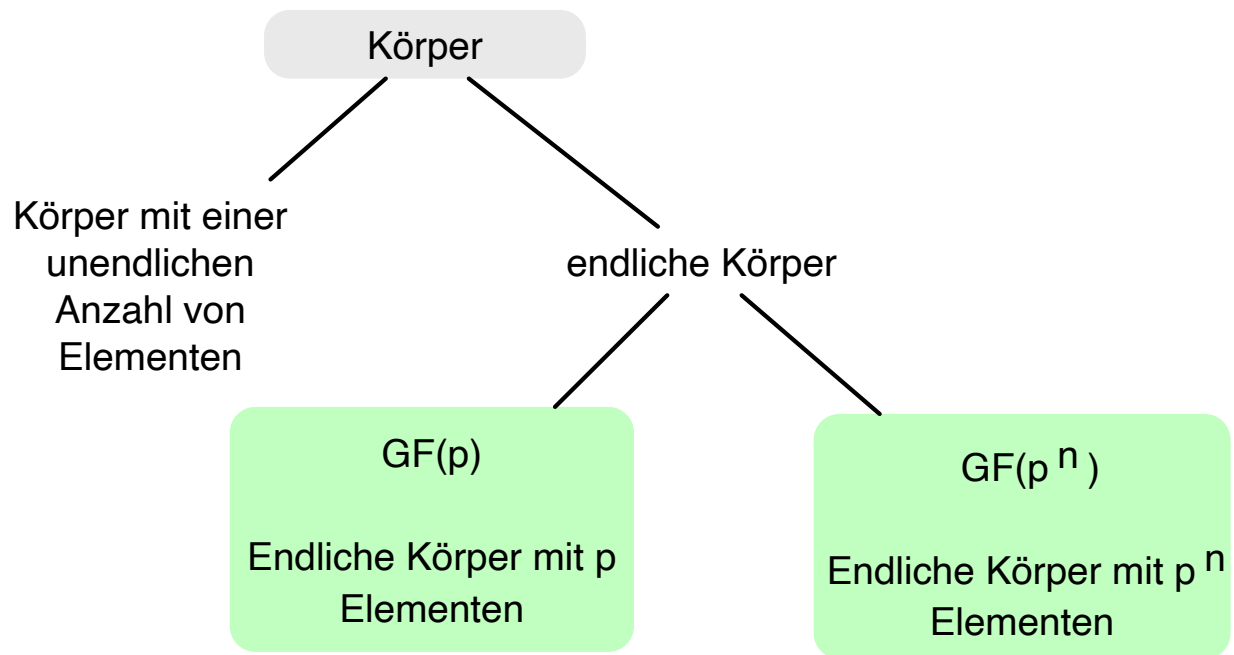 Körper
Körper mit einer
unendlichen
Anzahl von
Elementen
endliche Körper
GF(p)
Endliche Körper mit p
Elementen
GF(p n )
Endliche Körper mit p n
Elementen